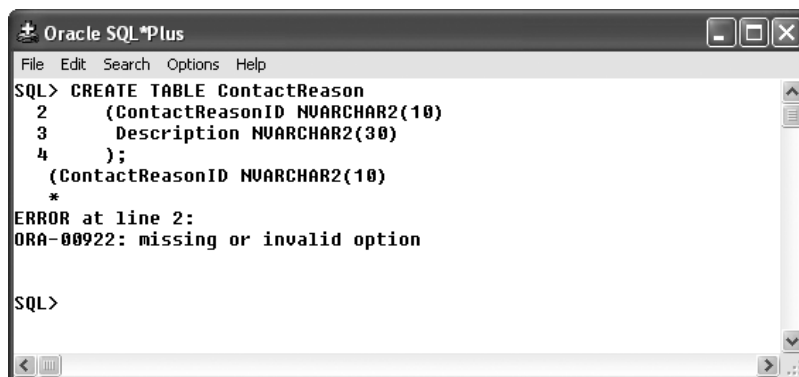 Oracle SQL*Plus
File Edit Search Options Help
SQL> CREATE TABLE ContactReason
2 (ContactReasonID NVARCHAR2(10)
3 Description NVARCHAR2(30)
4 );
(ContactReasonID NVARCHAR2(10)
*
ERROR at line 2:
ORA-00922: missing or invalid option
SQL>